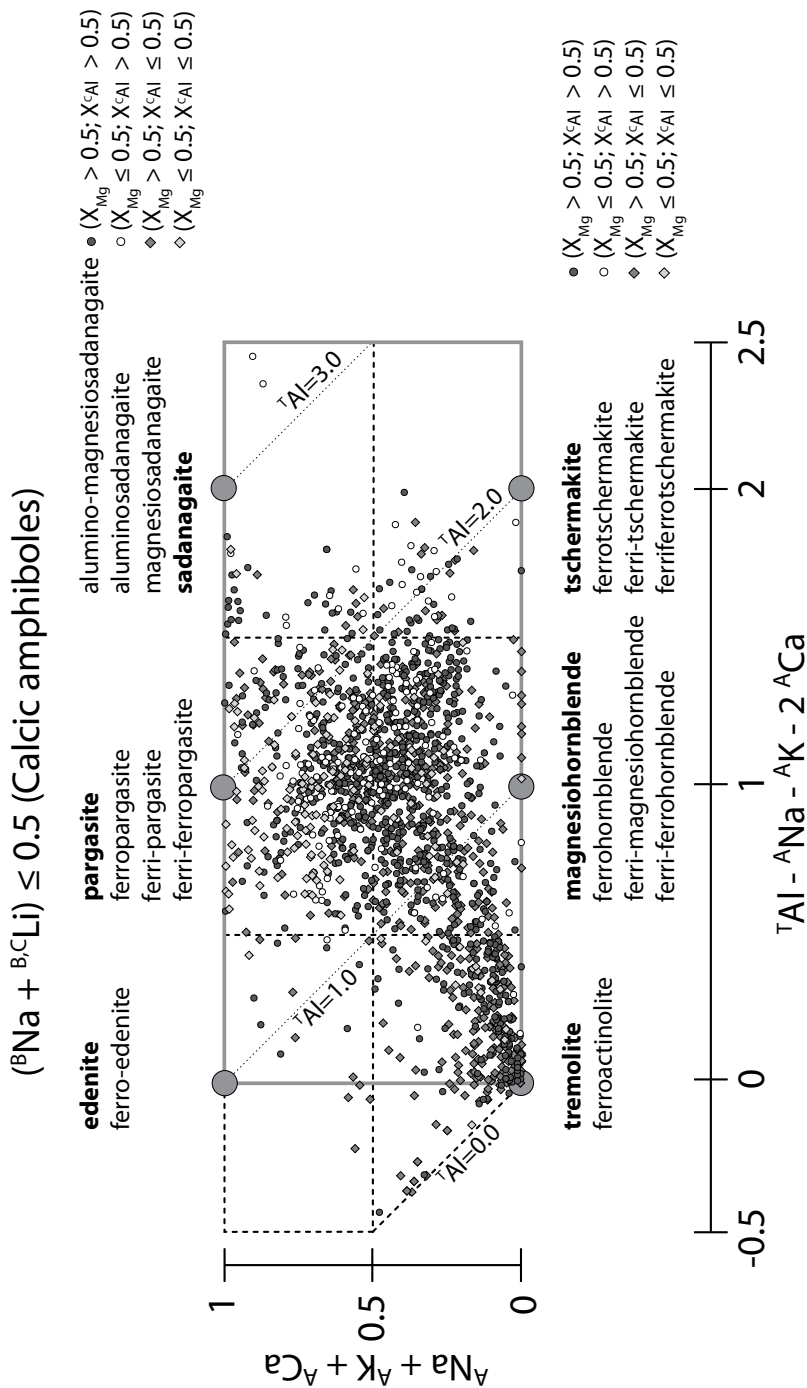 (ᴮNa + ᴮ,ᶜLi) ≤ 0.5 (Calcic amphiboles)
edenite
ferro-edenite
pargasite
ferropargasite
ferri-pargasite
ferri-ferropargasite
alumino-magnesiosadanagaite
aluminosadanagaite
magnesiosadanagaite
sadanagaite
(X_Mg > 0.5; XᶜAl > 0.5)
(X_Mg ≤ 0.5; XᶜAl > 0.5)
(X_Mg > 0.5; XᶜAl ≤ 0.5)
(X_Mg ≤ 0.5; XᶜAl ≤ 0.5)
ᵀAl=0.0
ᵀAl=1.0
ᵀAl=2.0
ᵀAl=3.0
ᴬNa + ᴬK + ᴬCa
1
0.5
0
tremolite
ferroactinolite
magnesiohornblende
ferrohornblende
ferri-magnesiohornblende
ferri-ferrohornblende
tschermakite
ferrotschermakite
ferri-tschermakite
ferriferrotschermakite
(X_Mg > 0.5; XᶜAl > 0.5)
(X_Mg ≤ 0.5; XᶜAl > 0.5)
(X_Mg > 0.5; XᶜAl ≤ 0.5)
(X_Mg ≤ 0.5; XᶜAl ≤ 0.5)
-0.5
0
1
2
2.5
ᵀAl - ᴬNa - ᴬK - 2 ᴬCa